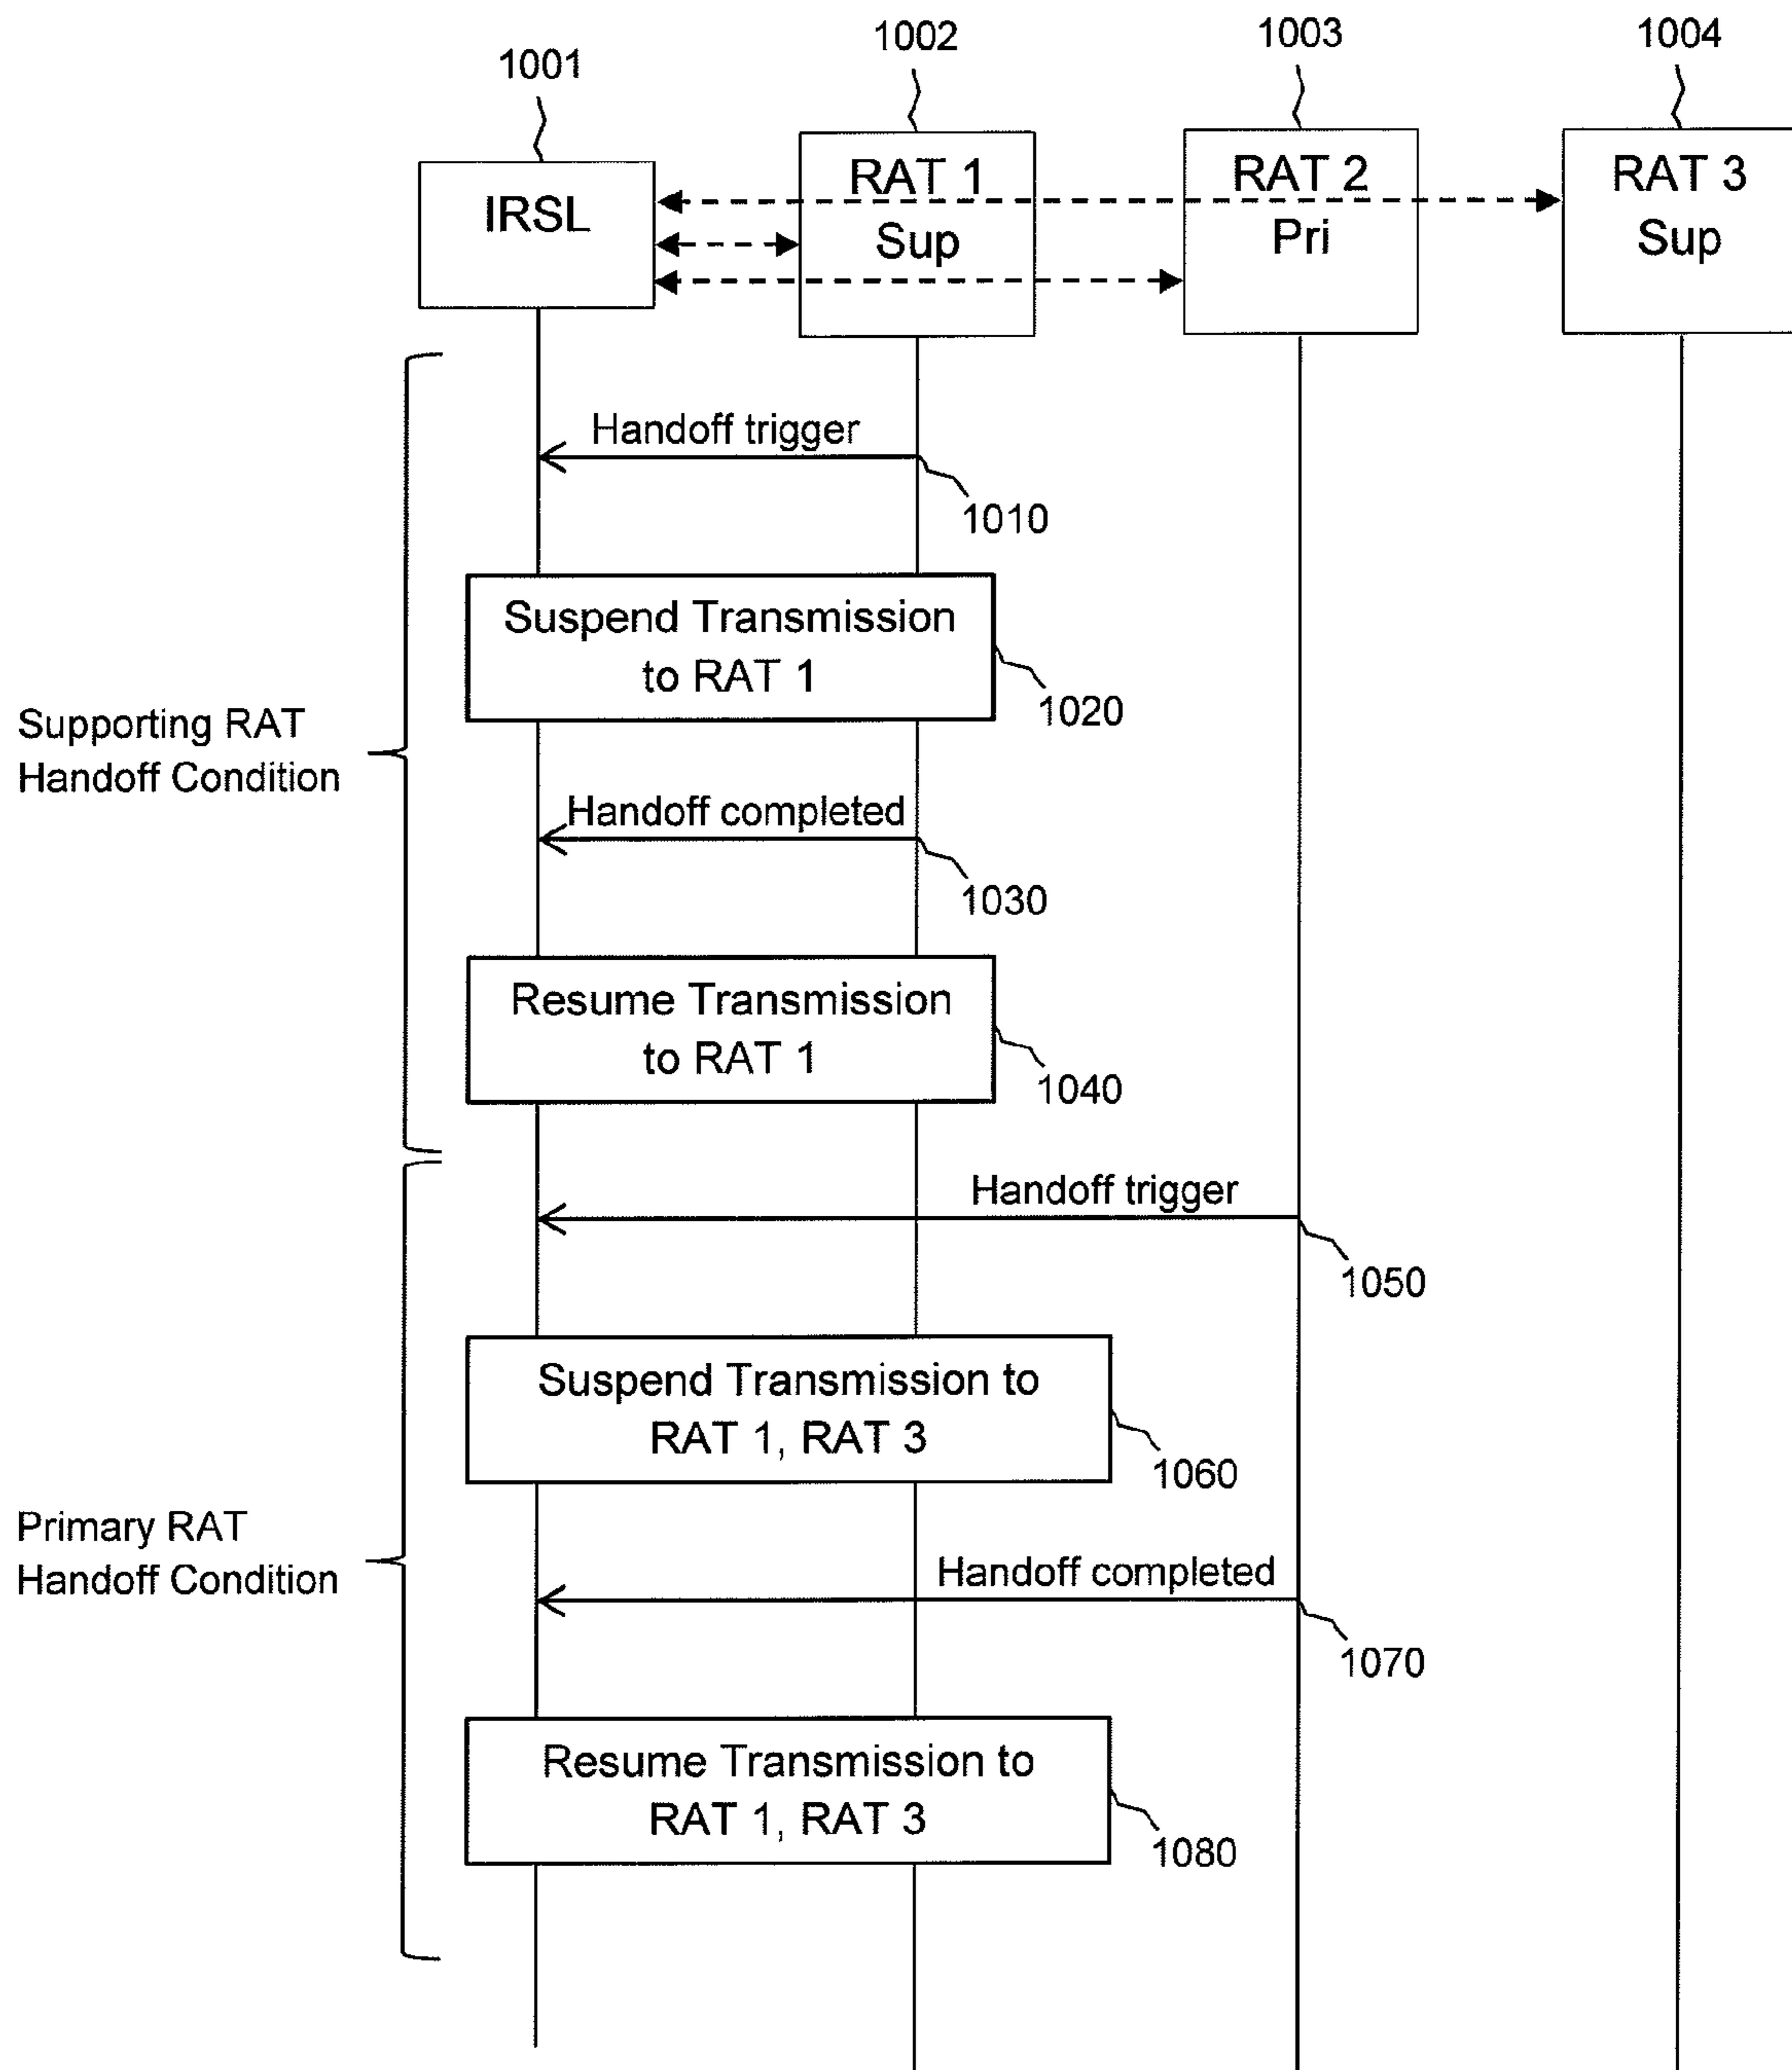 1001
1002
1003
1004
IRSL
RAT 1
Sup
RAT 2
Pri
RAT 3
Sup
Handoff trigger
1010
Suspend Transmission
to RAT 1
1020
Supporting RAT
Handoff Condition
Handoff completed
1030
Resume Transmission
to RAT 1
1040
Handoff trigger
1050
Suspend Transmission to
RAT 1, RAT 3
1060
Primary RAT
Handoff Condition
Handoff completed
1070
Resume Transmission to
RAT 1, RAT 3
1080